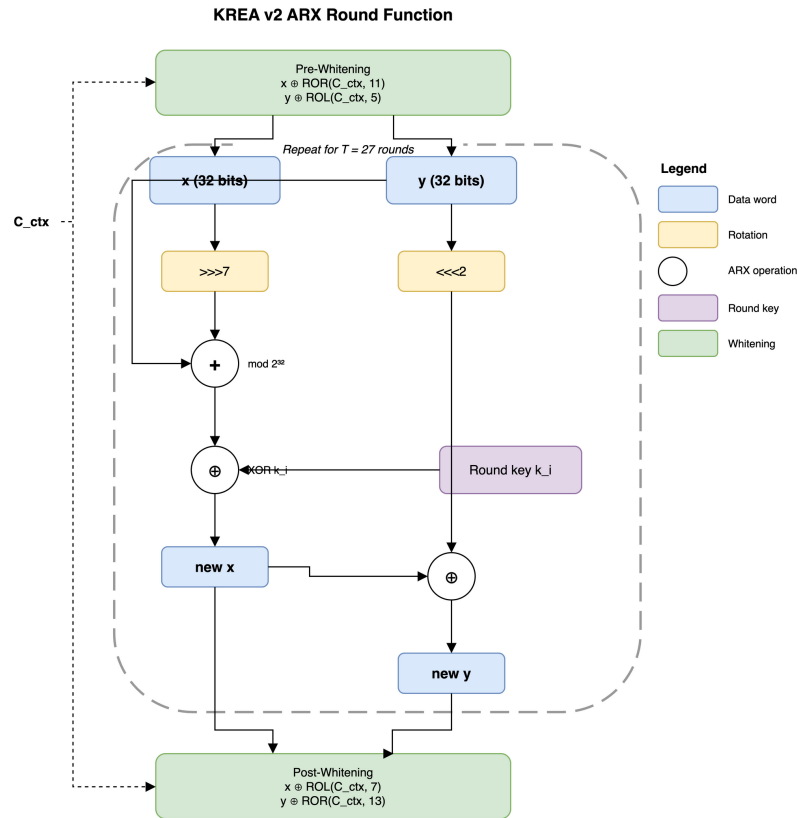 KREA v2 ARX Round Function
Pre-Whitening
x ⊕ ROR(C_ctx, 11)
y ⊕ ROL(C_ctx, 5)
Repeat for T = 27 rounds
x (32 bits)
y (32 bits)
C_ctx
>>>7
<<<2
+
mod 2³²
⊕
XOR k_i
Round key k_i
new x
⊕
new y
Post-Whitening
x ⊕ ROL(C_ctx, 7)
y ⊕ ROR(C_ctx, 13)
Legend
Data word
Rotation
ARX operation
Round key
Whitening